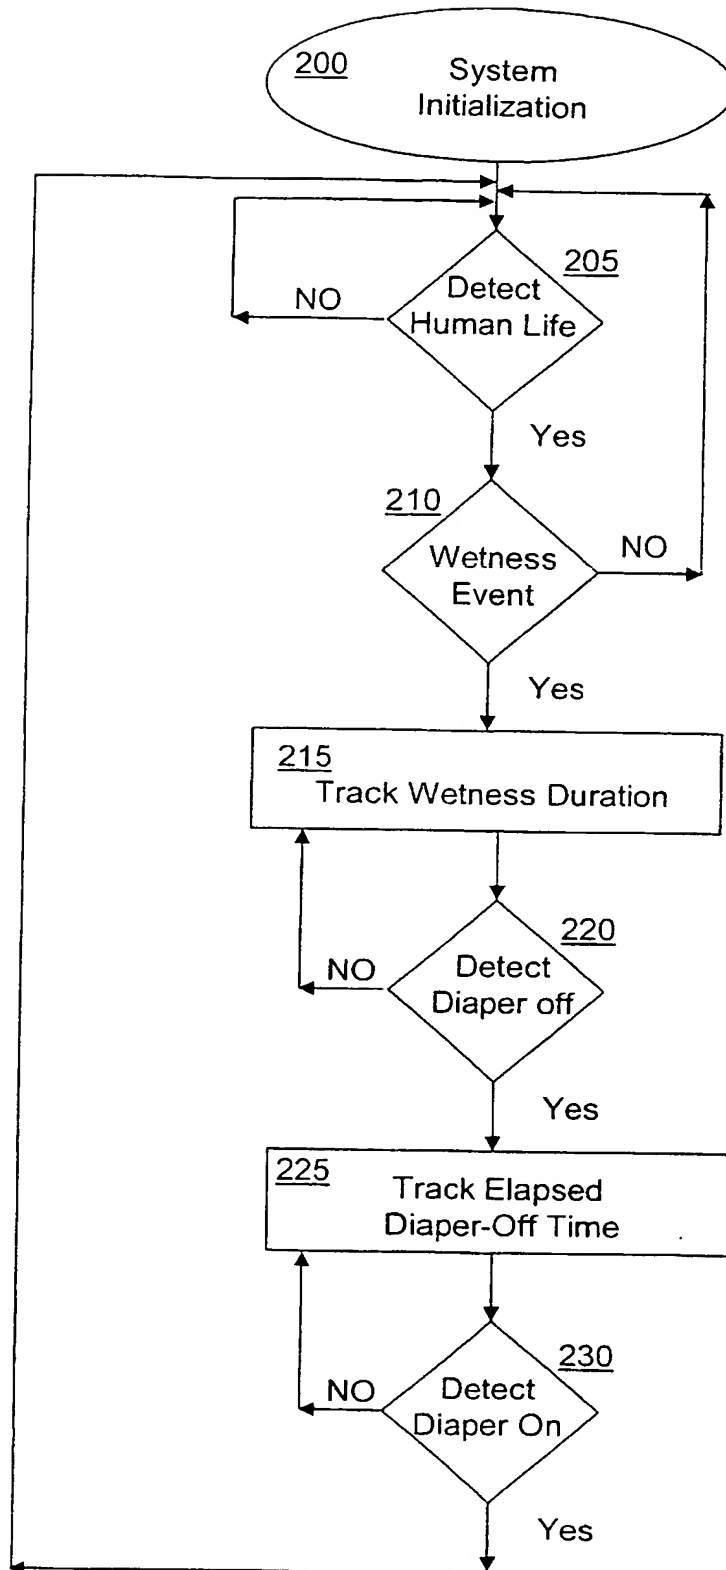 200
System
Initialization
205
Detect
Human Life
NO
Yes
210
Wetness
Event
NO
Yes
215
Track Wetness Duration
220
Detect
Diaper off
NO
Yes
225
Track Elapsed
Diaper-Off Time
230
Detect
Diaper On
NO
Yes